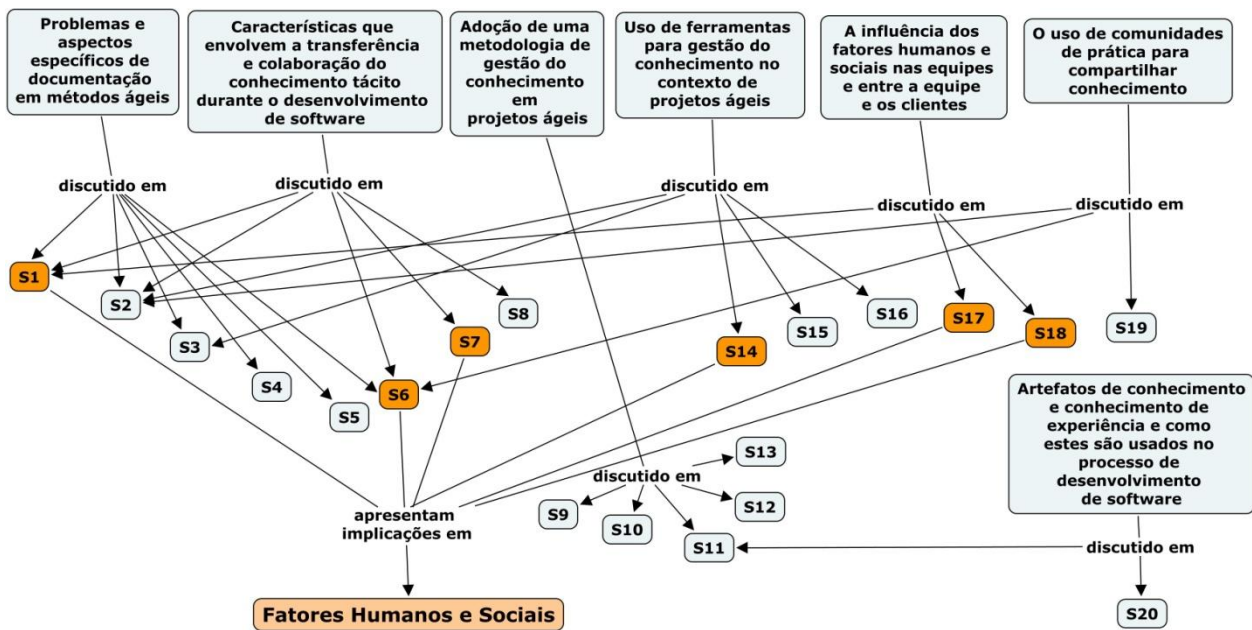 Problemas e
aspectos
específicos de
documentação
em métodos ágeis
Características que
envolvem a transferência
e colaboração do
conhecimento tácito
durante o desenvolvimento
de software
Adoção de uma
metodologia de
gestão do
conhecimento
em
projetos ágeis
Uso de ferramentas
para gestão do
conhecimento no
contexto de
projetos ágeis
A influência dos
fatores humanos e
sociais nas equipes
e entre a equipe
e os clientes
O uso de comunidades
de prática para
compartilhar
conhecimento
discutido em
discutido em
discutido em
discutido em
discutido em
S1
S2
S3
S4
S5
S6
S7
S8
S14
S15
S16
S17
S18
S19
Artefatos de conhecimento
e conhecimento de
experiência e como
estes são usados no
processo de
desenvolvimento
de software
discutido em
S13
S12
S9
S10
S11
apresentam
implicações em
discutido em
Fatores Humanos e Sociais
S20